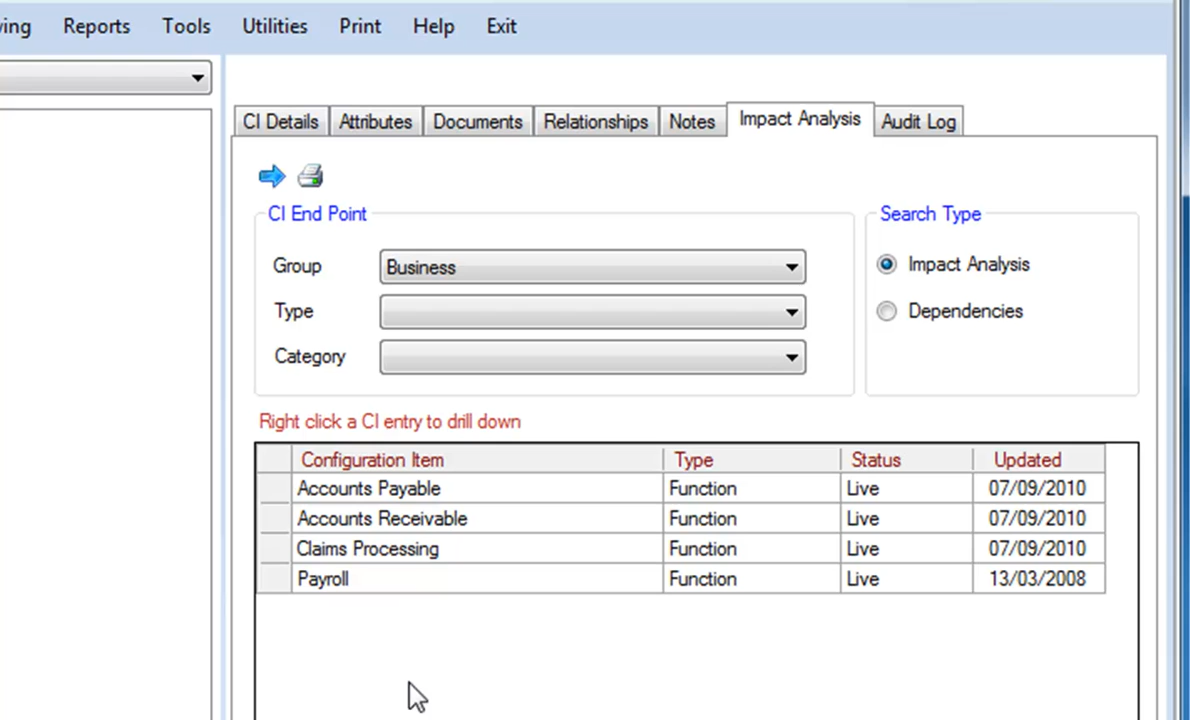 Reports Tools Utilities Print Help Exit
CI Details Attributes Documents Relationships Notes Impact Analysis Audit Log
CI End Point
Group Business
Type
Category
Search Type
Impact Analysis
Dependencies
Right click a CI entry to drill down
Configuration Item Type Status Updated
Accounts Payable Function Live 07/09/2010
Accounts Receivable Function Live 07/09/2010
Claims Processing Function Live 07/09/2010
Payroll Function Live 13/03/2008